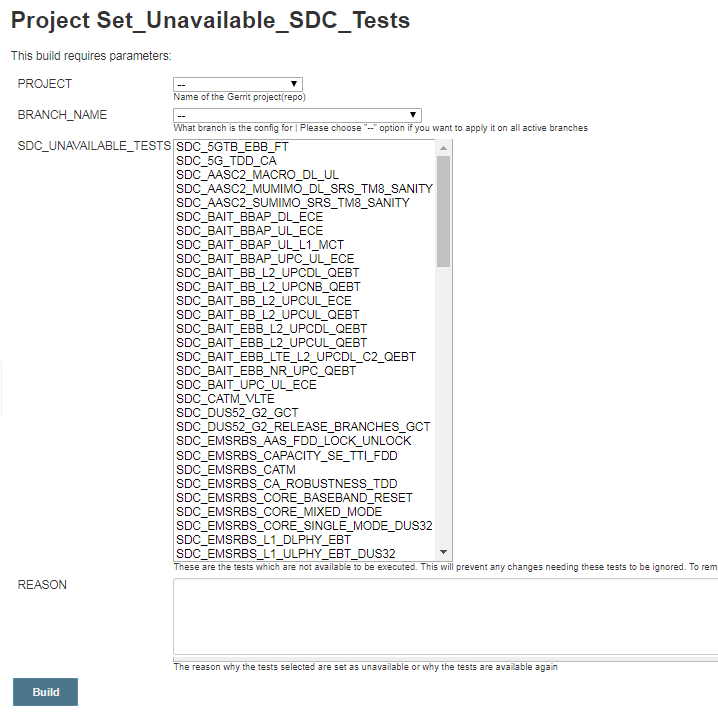 Project Set_Unavailable_SDC_Tests
This build requires parameters:
PROJECT
--
Name of the Gerrit project(repo)
BRANCH_NAME
--
What branch is the config for | Please choose "--" option if you want to apply it on all active branches
SDC_UNAVAILABLE_TESTS
SDC_5GTB_EBB_FT
SDC_5G_TDD_CA
SDC_AASC2_MACRO_DL_UL
SDC_AASC2_MUMIMO_DL_SRS_TM8_SANITY
SDC_AASC2_SUMIMO_SRS_TM8_SANITY
SDC_BAIT_BBAP_DL_ECE
SDC_BAIT_BBAP_UL_ECE
SDC_BAIT_BBAP_UL_L1_MCT
SDC_BAIT_BBAP_UPC_UL_ECE
SDC_BAIT_BB_L2_UPCDL_QEBT
SDC_BAIT_BB_L2_UPCNB_QEBT
SDC_BAIT_BB_L2_UPCUL_ECE
SDC_BAIT_BB_L2_UPCUL_QEBT
SDC_BAIT_EBB_L2_UPCDL_QEBT
SDC_BAIT_EBB_L2_UPCUL_QEBT
SDC_BAIT_EBB_LTE_L2_UPCDL_C2_QEBT
SDC_BAIT_EBB_NR_UPC_QEBT
SDC_BAIT_UPC_UL_ECE
SDC_CATM_VLTE
SDC_DUS52_G2_GCT
SDC_DUS52_G2_RELEASE_BRANCHES_GCT
SDC_EMSRBS_AAS_FDD_LOCK_UNLOCK
SDC_EMSRBS_CAPACITY_SE_TTI_FDD
SDC_EMSRBS_CATM
SDC_EMSRBS_CA_ROBUSTNESS_TDD
SDC_EMSRBS_CORE_BASEBAND_RESET
SDC_EMSRBS_CORE_MIXED_MODE
SDC_EMSRBS_CORE_SINGLE_MODE_DUS32
SDC_EMSRBS_L1_DLPHY_EBT
SDC_EMSRBS_L1_ULPHY_EBT_DUS32
These are the tests which are not available to be executed. This will prevent any changes needing these tests to be ignored. To rem
REASON
The reason why the tests selected are set as unavailable or why the tests are available again
Build